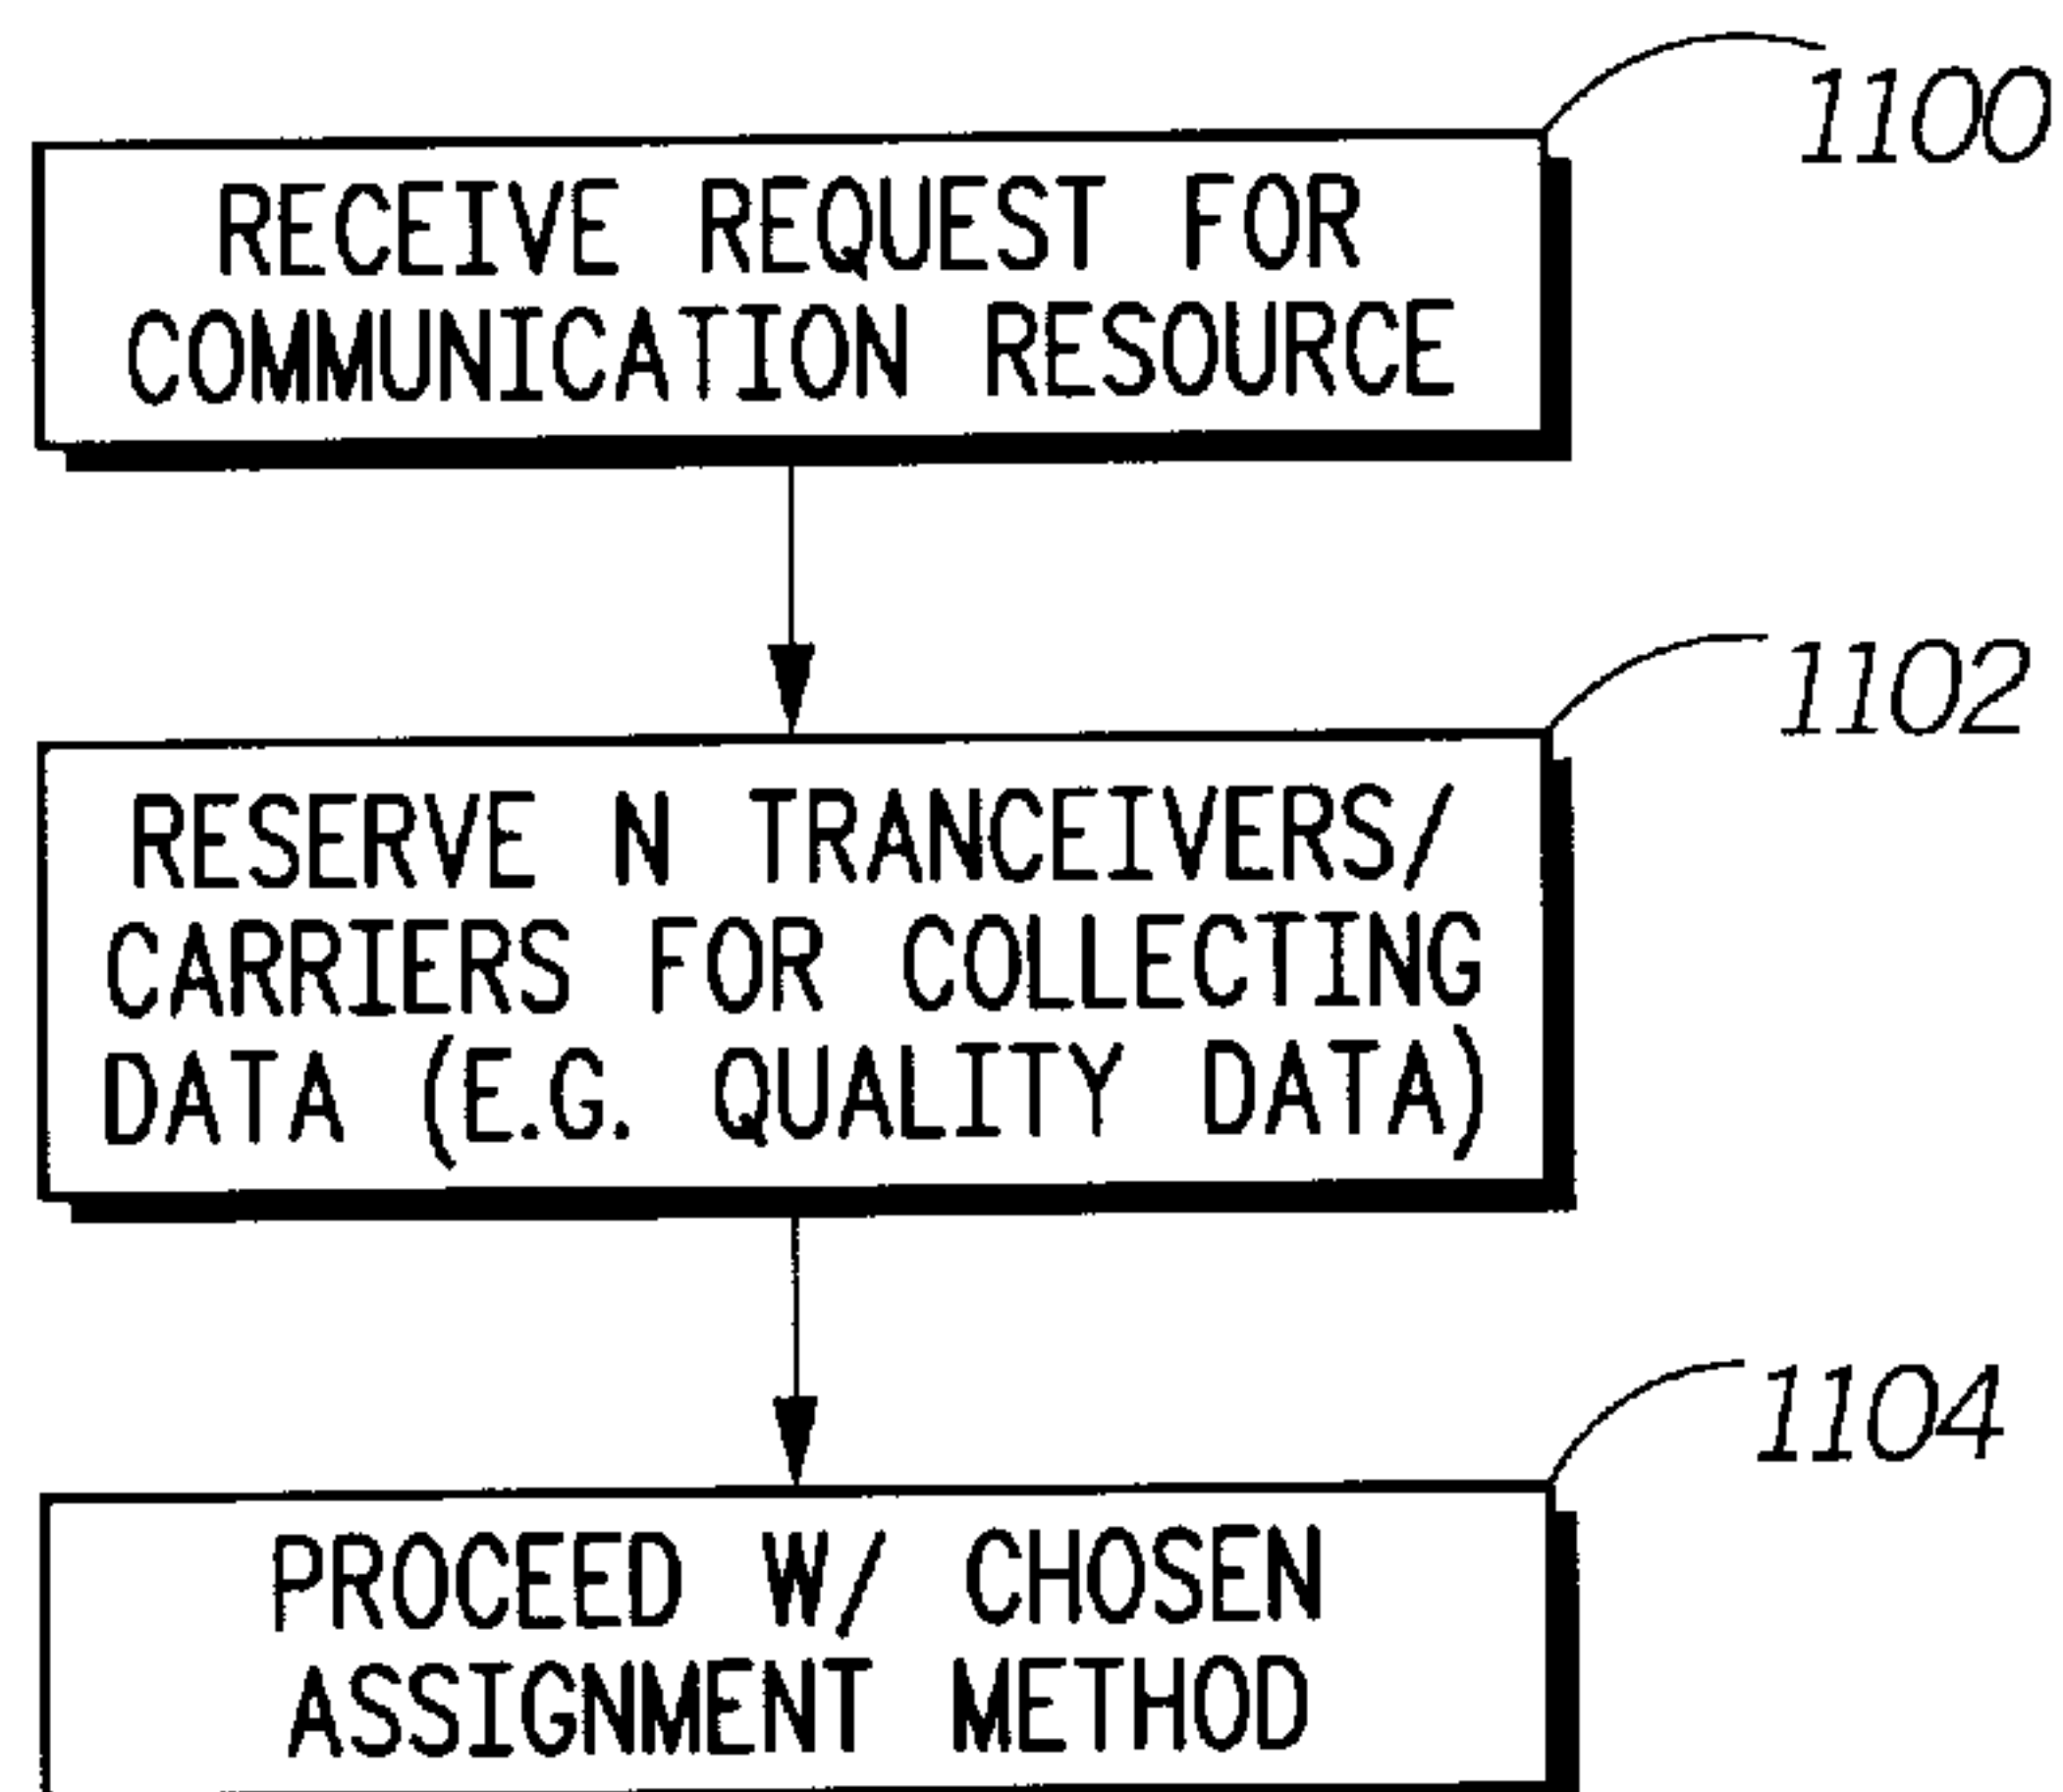 1100
RECEIVE REQUEST FOR
COMMUNICATION RESOURCE
1102
RESERVE N TRANCEIVERS/
CARRIERS FOR COLLECTING
DATA (E.G. QUALITY DATA)
1104
PROCEED W/ CHOSEN
ASSIGNMENT METHOD